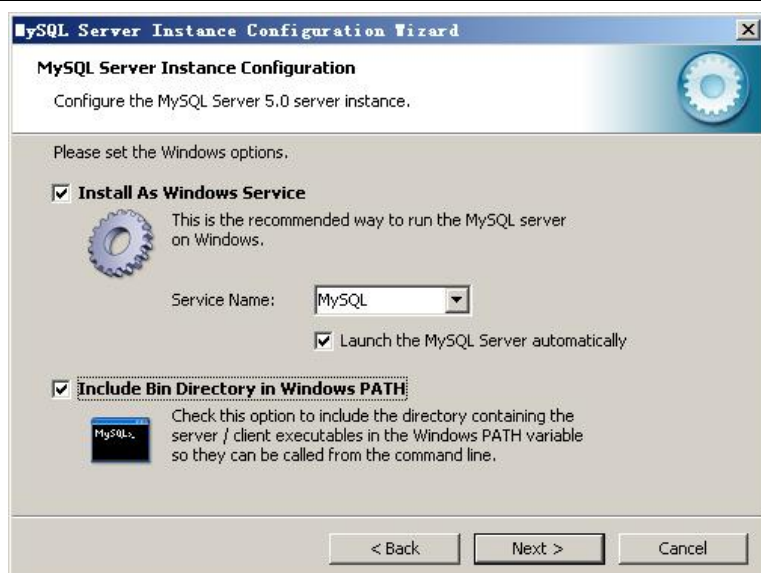 MySQL Server Instance Configuration Wizard
MySQL Server Instance Configuration
Configure the MySQL Server 5.0 server instance.
Please set the Windows options.
Install As Windows Service
This is the recommended way to run the MySQL server
on Windows.
Service Name:
MySQL
Launch the MySQL Server automatically
Include Bin Directory in Windows PATH
MySQL>_
Check this option to include the directory containing the
server / client executables in the Windows PATH variable
so they can be called from the command line.
< Back
Next >
Cancel